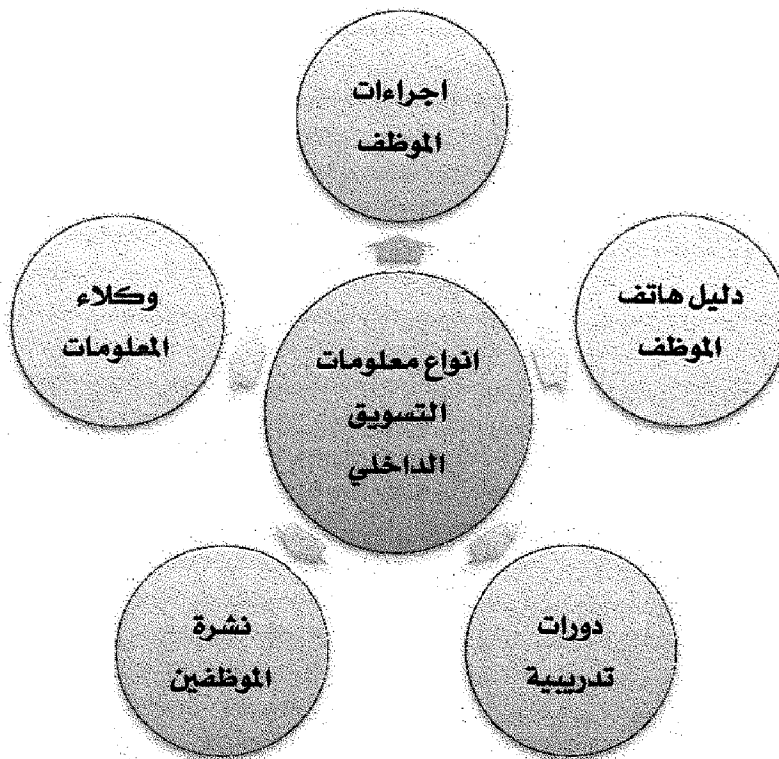 اجراءات
الموظف
وكلاء
المعلومات
دليل هاتف
الموظف
انواع معلومات
التسويق
الداخلي
نشرة
الموظفين
دورات
تدريبية